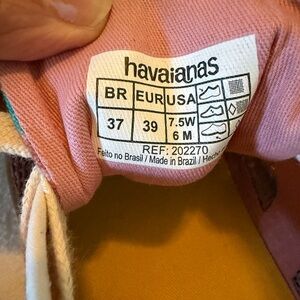 havaianas
BR EUR USA
37 39 7.5W
6 M
REF: 202270
Feito no Brasil / Made in Brazil / Hecho